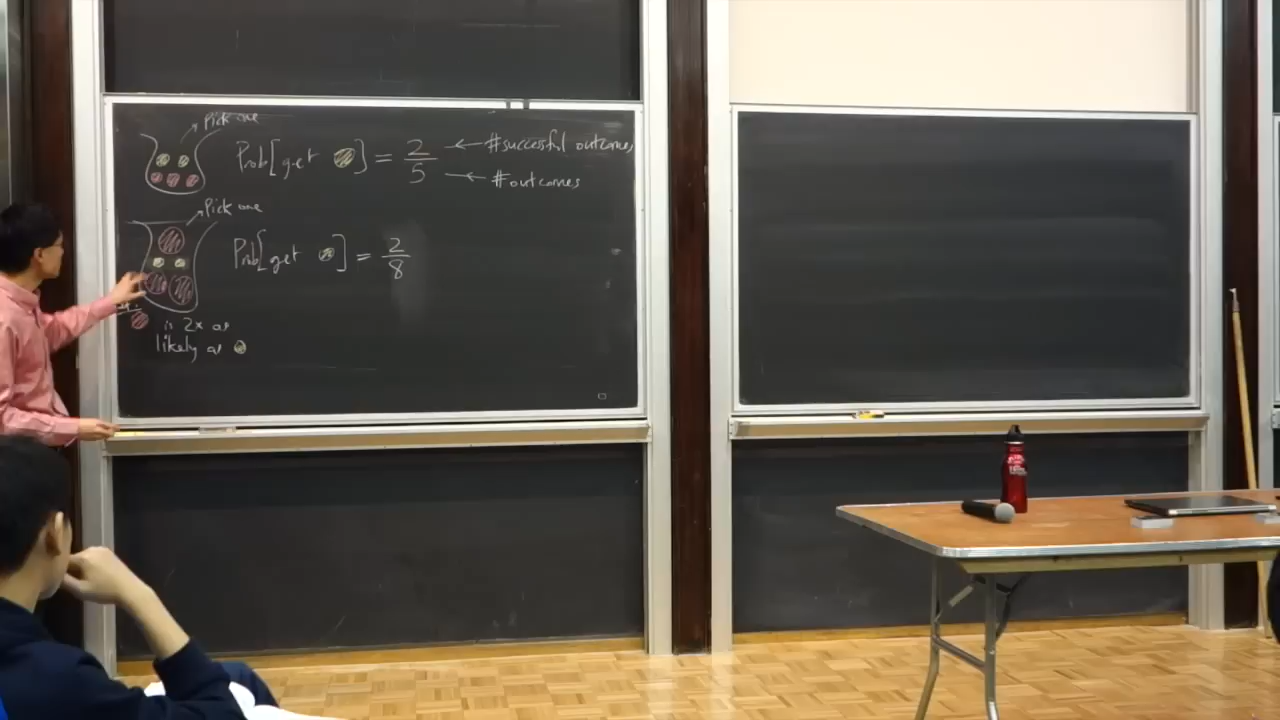 Pick one
Prob[get ] = 2/5 ← #successful outcomes
← #outcomes
Pick one
Prob[get ] = 2/8
is 2x as
likely as